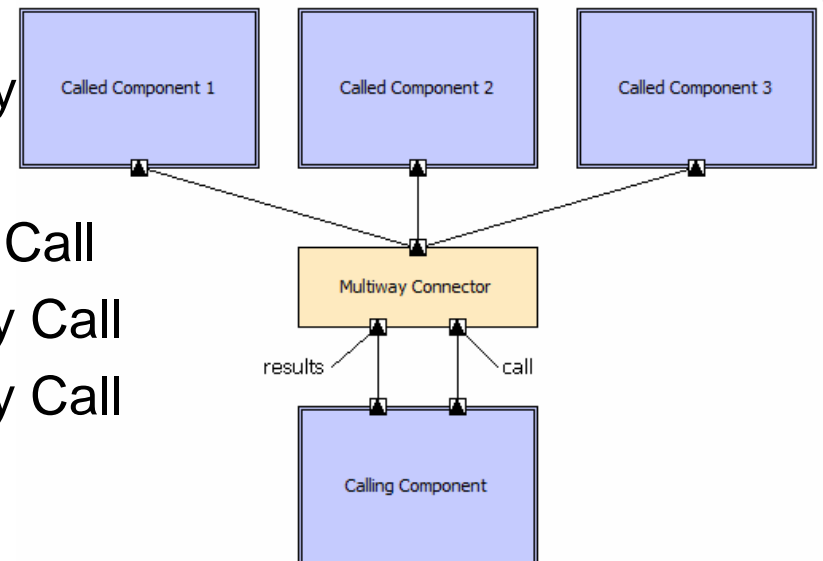 y
Call
y Call
y Call
Called Component 1
Called Component 2
Called Component 3
Multiway Connector
results
call
Calling Component